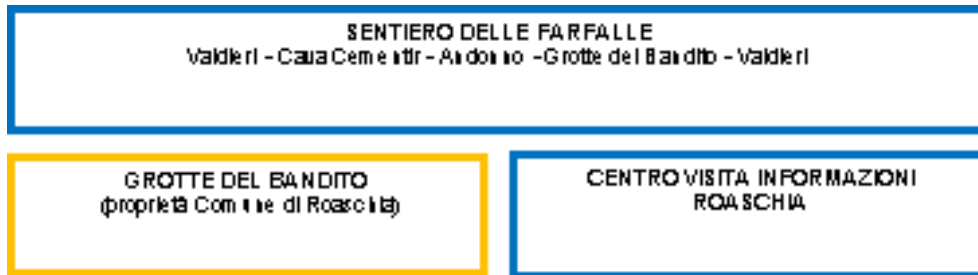 SENTIERO DELLE FARFALLE
Valdieri - Cava Cementir - Andonno - Grotte del Bandito - Valdieri
GROTTE DEL BANDITO
(proprietà Comune di Roaschia)
CENTRO VISITA INFORMAZIONI
ROASCHIA